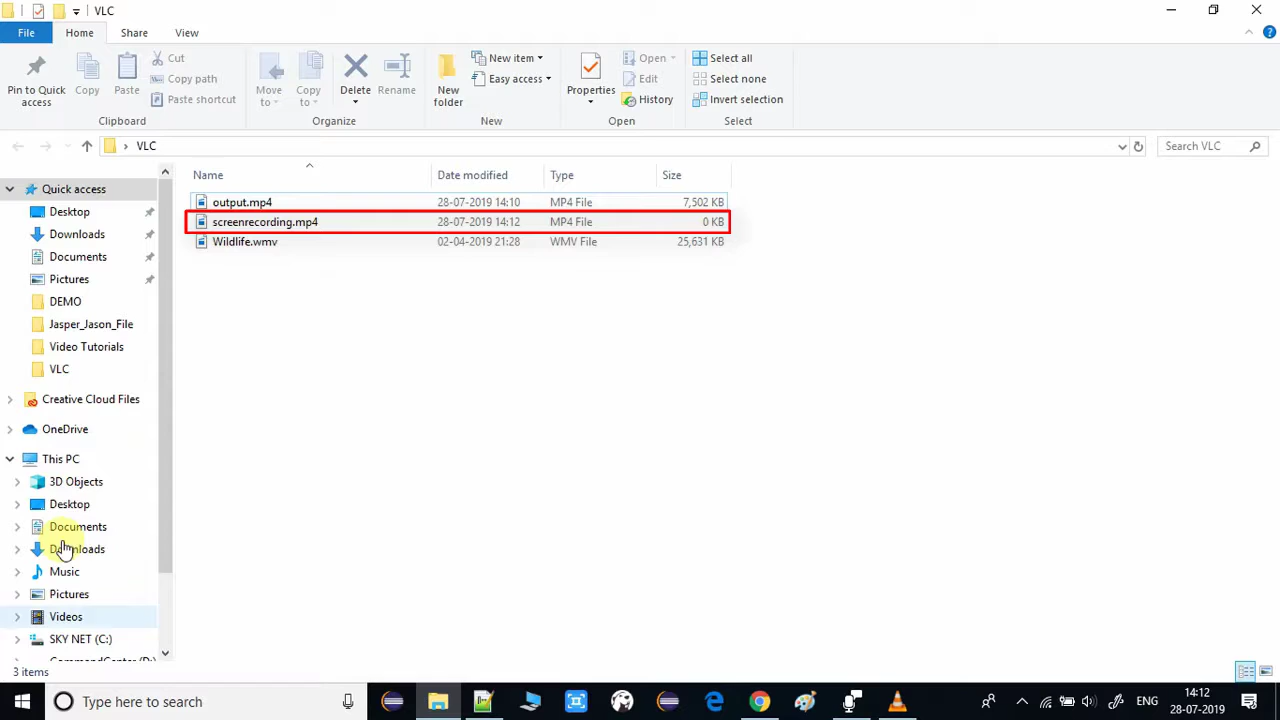 VLC
File Home Share View
Pin to Quick access
Copy
Paste
Cut
Copy path
Paste shortcut
Clipboard
Move to
Copy to
Delete
Rename
Organize
New folder
New item
Easy access
New
Properties
Open
Edit
History
Open
Select all
Select none
Invert selection
Select
VLC
Search VLC
Name Date modified Type Size
output.mp4 28-07-2019 14:10 MP4 File 7,502 KB
screenrecording.mp4 28-07-2019 14:12 MP4 File 0 KB
Wildlife.wmv 02-04-2019 21:28 WMV File 25,631 KB
Quick access
Desktop
Downloads
Documents
Pictures
DEMO
Jasper_Jason_File
Video Tutorials
VLC
Creative Cloud Files
OneDrive
This PC
3D Objects
Desktop
Documents
Downloads
Music
Pictures
Videos
SKY NET (C:)
CommandCenter (D:)
3 items
Type here to search
ENG
14:12
28-07-2019